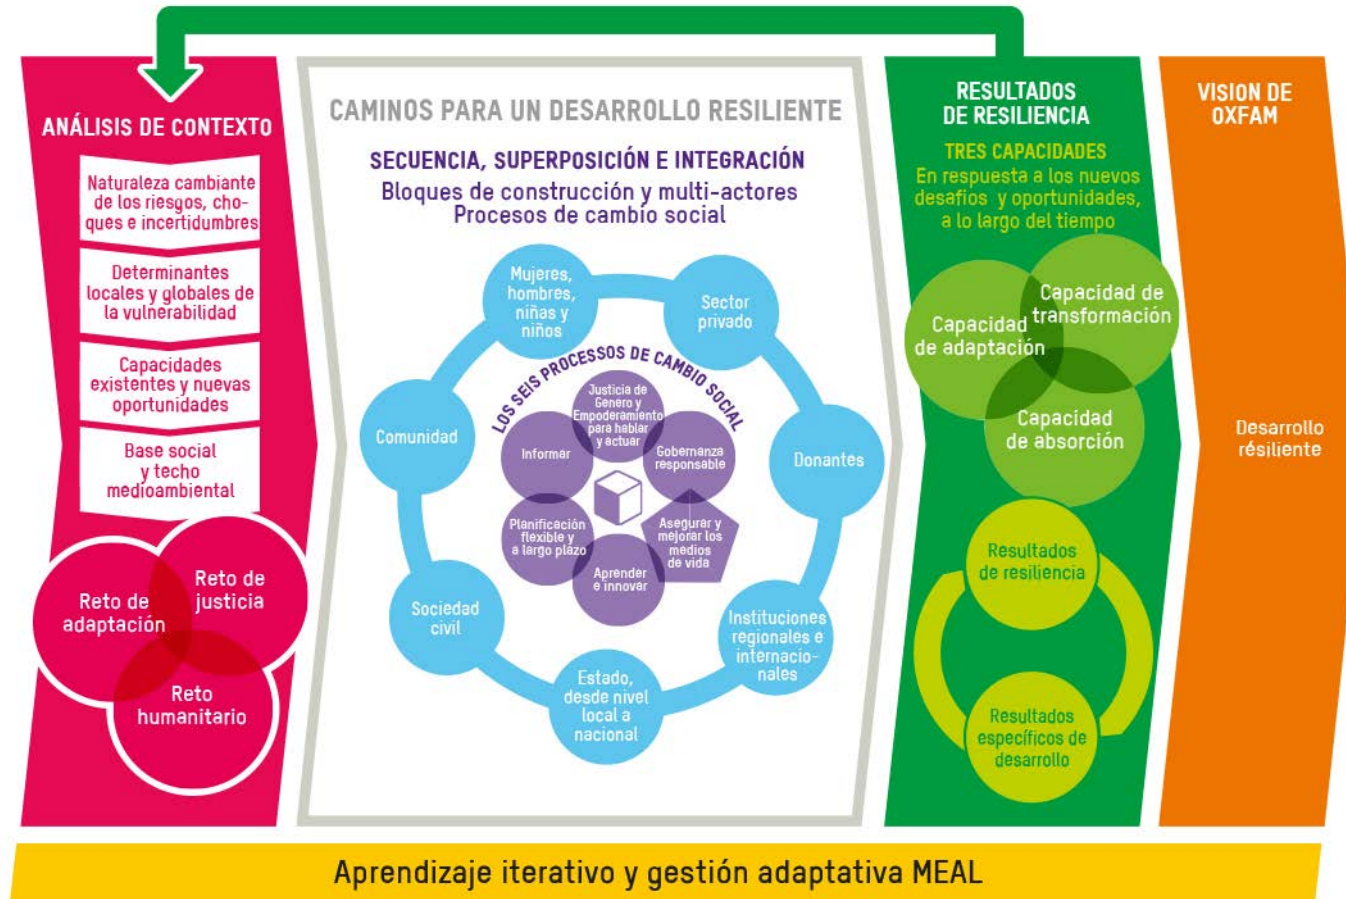 ANÁLISIS DE CONTEXTO
Naturaleza cambiante
de los riesgos, cho-
ques e incertidumbres
Determinantes
locales y globales de
la vulnerabilidad
Capacidades
existentes y nuevas
oportunidades
Base social
y techo
medioambiental
Reto de
adaptación
Reto de
justicia
Reto
humanitario
CAMINOS PARA UN DESARROLLO RESILIENTE
SECUENCIA, SUPERPOSICIÓN E INTEGRACIÓN
Bloques de construcción y multi-actores
Procesos de cambio social
Mujeres,
hombres,
niñas y
niños
Sector
privado
Donantes
Instituciones
regionales e
internacio-
nales
Estado,
desde nivel
local a
nacional
Sociedad
civil
Comunidad
LOS SEIS PROCESSOS DE CAMBIO SOCIAL
Justicia de
Genero y
Empoderamiento
para hablar
y actuar
Gobernanza
responsable
Asegurar y
mejorar los
medios
de vida
Aprender
e innovar
Planificación
flexible y
a largo plazo
Informar
RESULTADOS
DE RESILIENCIA
TRES CAPACIDADES
En respuesta a los nuevos
desafios y oportunidades,
a lo largo del tiempo
Capacidad
de adaptación
Capacidad de
transformación
Capacidad
de absorción
Resultados
de resiliencia
Resultados
específicos de
desarrollo
VISION DE
OXFAM
Desarrollo
résiliente
Aprendizaje iterativo y gestión adaptativa MEAL